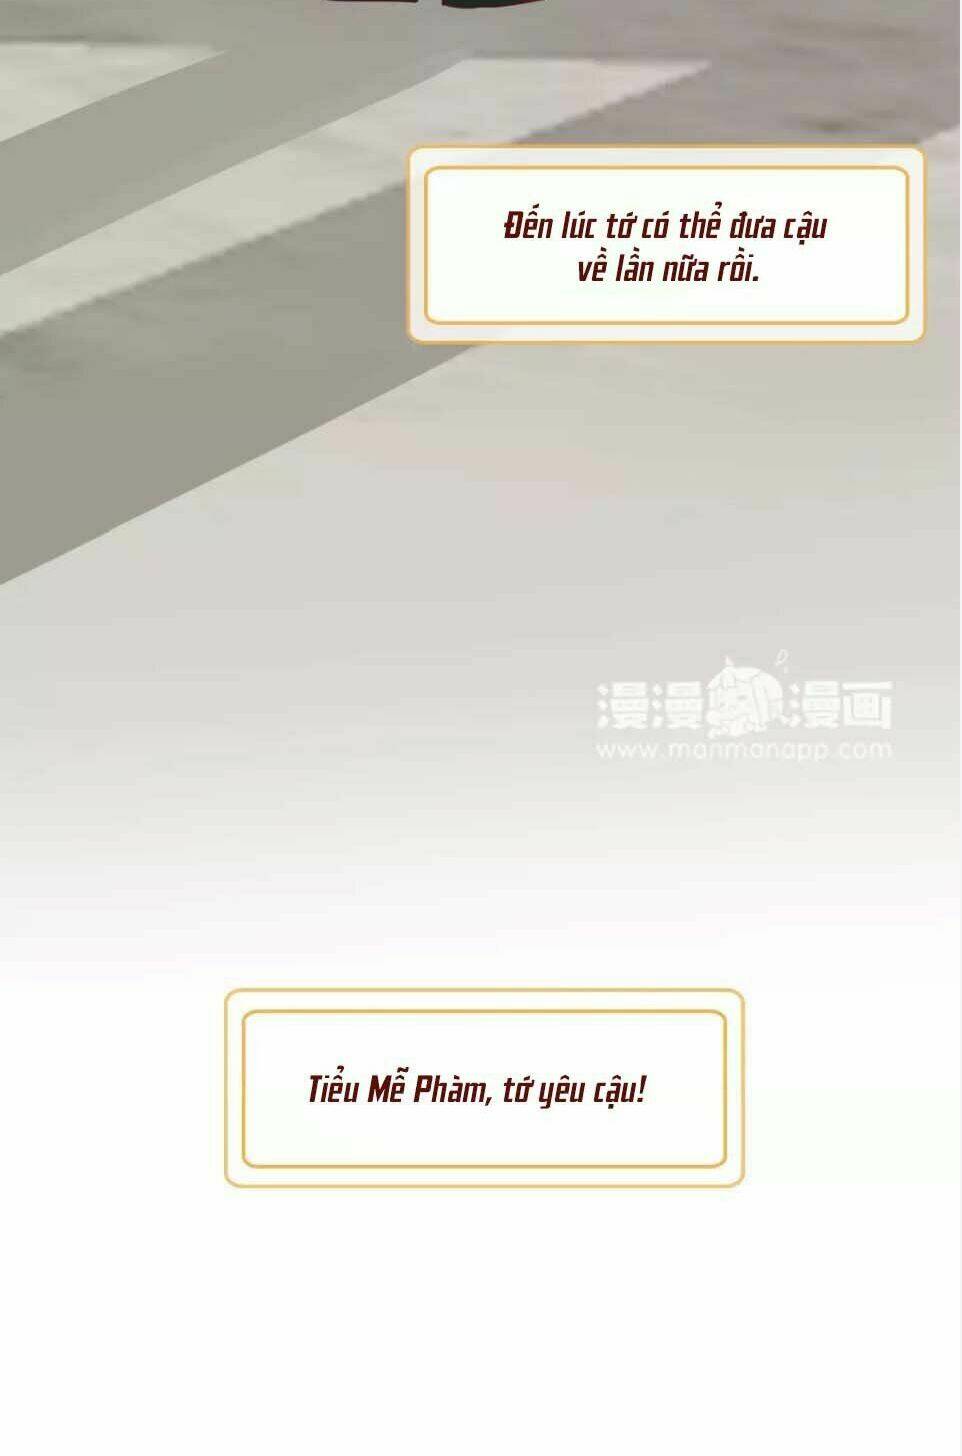 Đến lúc tớ có thể đưa cậu
về lần nữa rồi.
漫漫漫画
www.manmanapp.com
Tiểu Mễ Phàm, tớ yêu cậu!